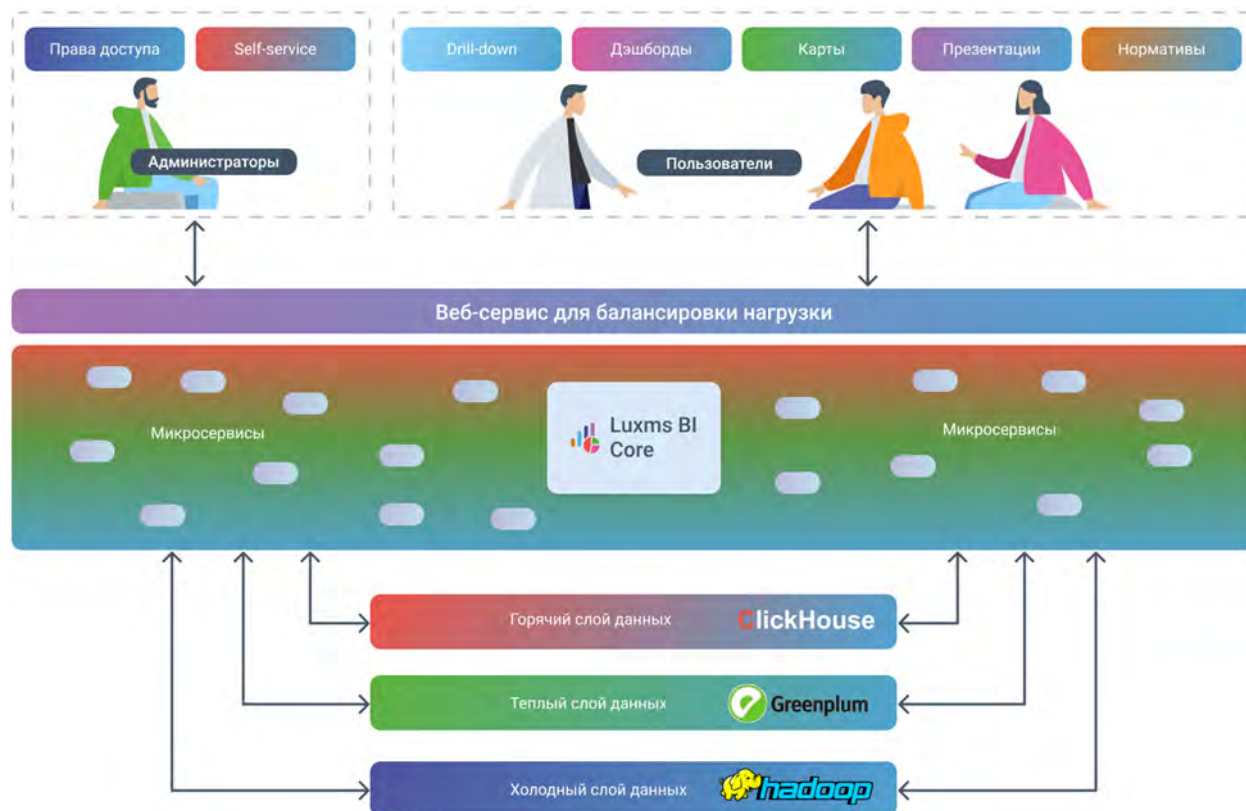 Права доступа
Self-service
Drill-down
Дэшборды
Карты
Презентации
Нормативы
Администраторы
Пользователи
Веб-сервис для балансировки нагрузки
Микросервисы
Luxms BI
Core
Микросервисы
Горячий слой данных
ClickHouse
Теплый слой данных
Greenplum
Холодный слой данных
hadoop